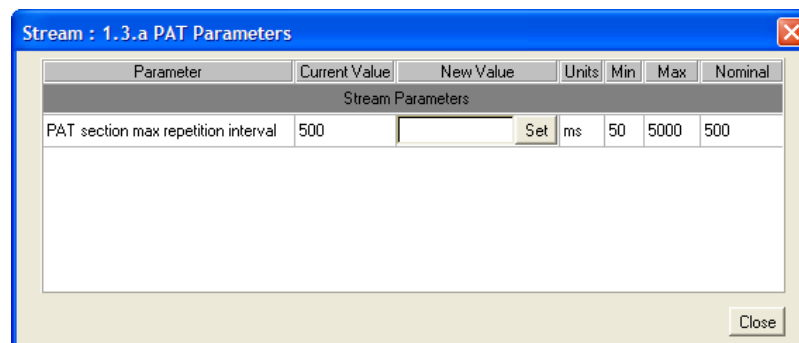 Stream : 1.3.a PAT Parameters
Parameter Current Value New Value Units Min Max Nominal
Stream Parameters
PAT section max repetition interval 500 Set ms 50 5000 500
Close